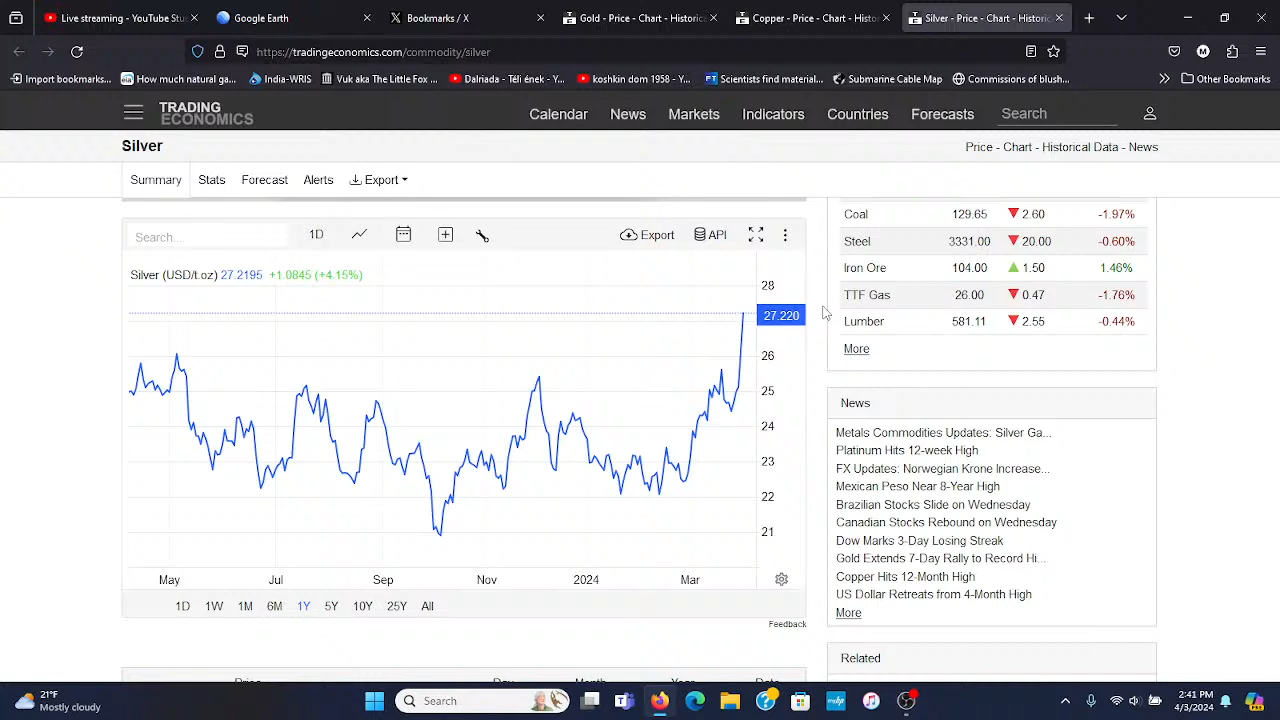 Live streaming - YouTube Stu
Google Earth
Bookmarks / X
Gold - Price - Chart - Historic
Copper - Price - Chart - Histori
Silver - Price - Chart - Historic
https://tradingeconomics.com/commodity/silver
Import bookmarks...
eia How much natural ga...
India-WRIS
Vuk aka The Little Fox ...
Dalriada - Téli ének - Y...
koshkin dom 1958 - Y...
Scientists find material...
Submarine Cable Map
Commissions of blush...
Other Bookmarks
TRADING
ECONOMICS
Calendar News Markets Indicators Countries Forecasts Search
Silver
Price - Chart - Historical Data - News
Summary Stats Forecast Alerts Export
Search...
1D
Export API
Silver (USD/t.oz) 27.2195 +1.0845 (+4.15%)
28
27.220
26
25
24
23
22
21
May Jul Sep Nov 2024 Mar
1D 1W 1M 6M 1Y 5Y 10Y 25Y All
Feedback
Coal 129.65 2.60 -1.97%
Steel 3331.00 20.00 -0.60%
Iron Ore 104.00 1.50 1.46%
TTF Gas 26.00 0.47 -1.76%
Lumber 581.11 2.55 -0.44%
More
News
Metals Commodities Updates: Silver Ga...
Platinum Hits 12-week High
FX Updates: Norwegian Krone Increase...
Mexican Peso Near 8-Year High
Brazilian Stocks Slide on Wednesday
Canadian Stocks Rebound on Wednesday
Dow Marks 3-Day Losing Streak
Gold Extends 7-Day Rally to Record Hi...
Copper Hits 12-Month High
US Dollar Retreats from 4-Month High
More
Related
Price Day Month Year Date
2°F
Mostly cloudy
Search
2:41 PM
4/3/2024